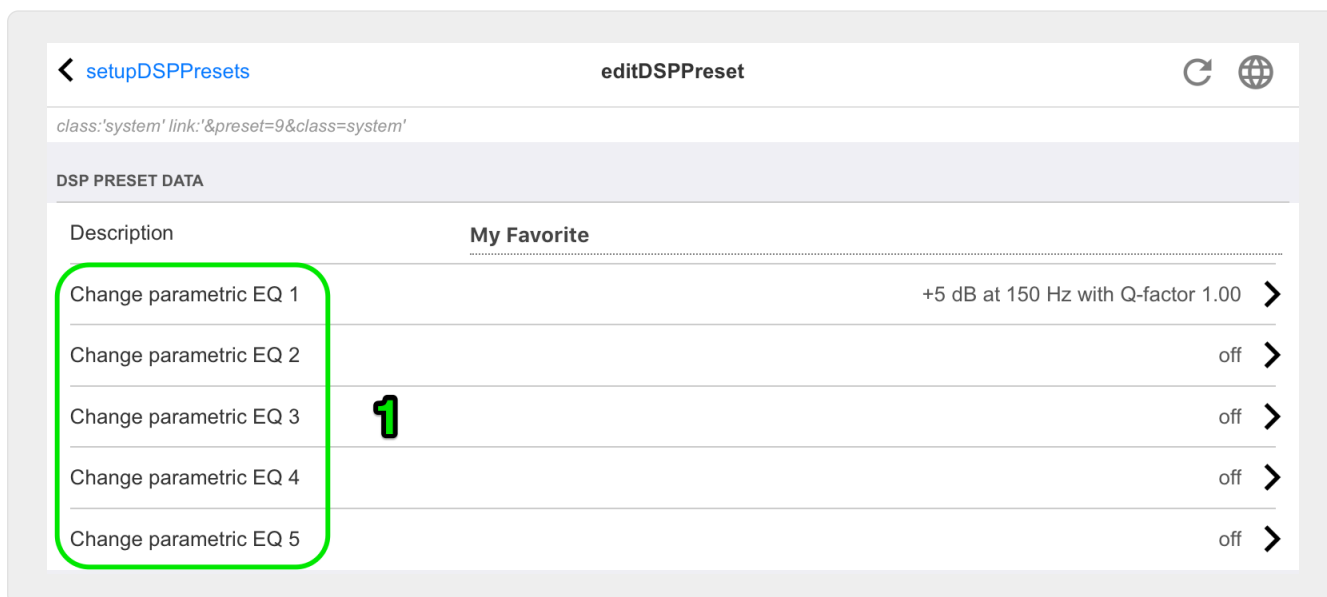 setupDSPPresets editDSPPreset
class:'system' link:'&preset=9&class=system'
DSP PRESET DATA
Description My Favorite
Change parametric EQ 1 +5 dB at 150 Hz with Q-factor 1.00
Change parametric EQ 2 off
Change parametric EQ 3 1 off
Change parametric EQ 4 off
Change parametric EQ 5 off